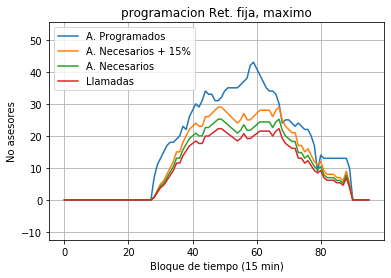 programacion Ret. fija, maximo
A. Programados
A. Necesarios + 15%
A. Necesarios
Llamadas
No asesores
50
40
30
20
10
0
−10
0 20 40 60 80
Bloque de tiempo (15 min)